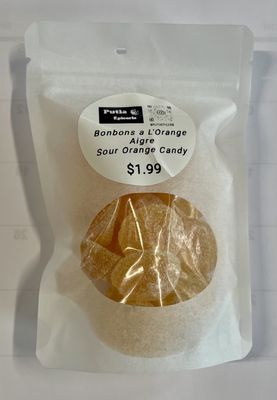 Putia
Epicerie
Bonbons a L'Orange
Aigre
Sour Orange Candy
$1.99